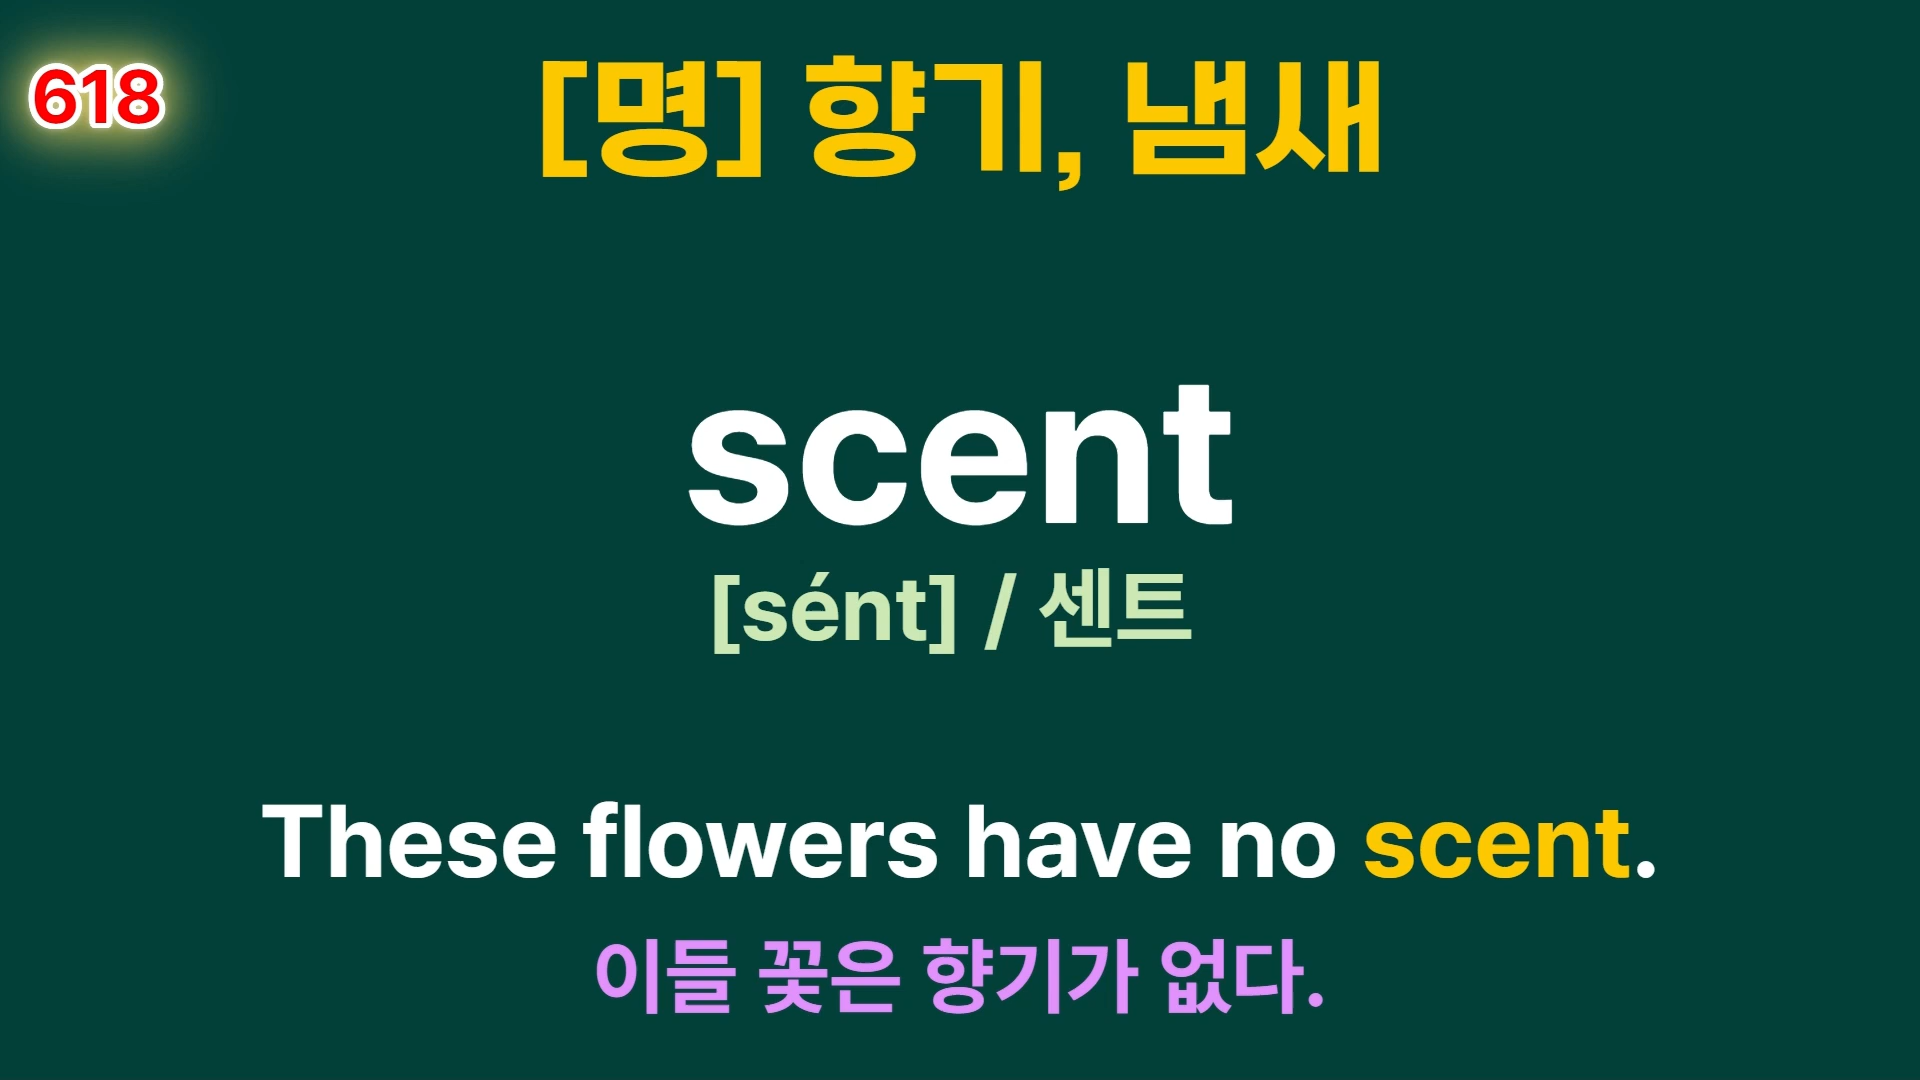 618
[명] 향기, 냄새
scent
[sént] / 센트
These flowers have no scent.
이들 꽃은 향기가 없다.